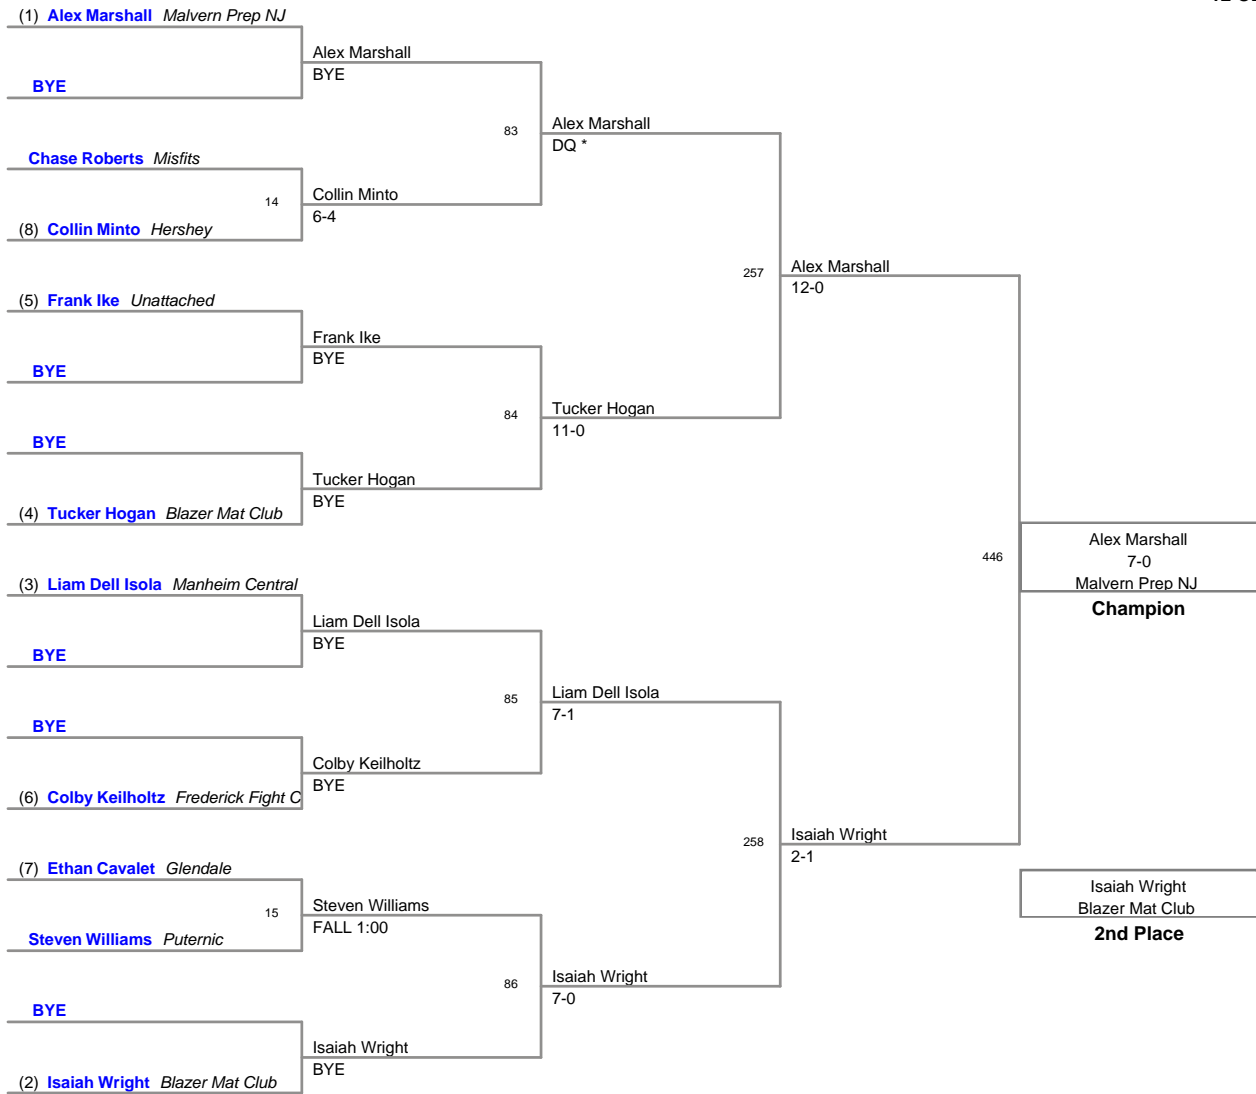 (1) Alex Marshall Malvern Prep NJ
Alex Marshall
BYE
BYE
83
Alex Marshall
DQ *
Chase Roberts Misfits
14
Collin Minto
6-4
(8) Collin Minto Hershey
257
Alex Marshall
12-0
(5) Frank Ike Unattached
Frank Ike
BYE
BYE
84
Tucker Hogan
11-0
BYE
Tucker Hogan
BYE
(4) Tucker Hogan Blazer Mat Club
446
Alex Marshall
7-0
Malvern Prep NJ
Champion
(3) Liam Dell Isola Manheim Central
Liam Dell Isola
BYE
BYE
85
Liam Dell Isola
7-1
BYE
Colby Keilholtz
BYE
(6) Colby Keilholtz Frederick Fight C
258
Isaiah Wright
2-1
(7) Ethan Cavalet Glendale
15
Steven Williams
FALL 1:00
Steven Williams Puternic
Isaiah Wright
Blazer Mat Club
2nd Place
86
Isaiah Wright
7-0
BYE
Isaiah Wright
BYE
(2) Isaiah Wright Blazer Mat Club